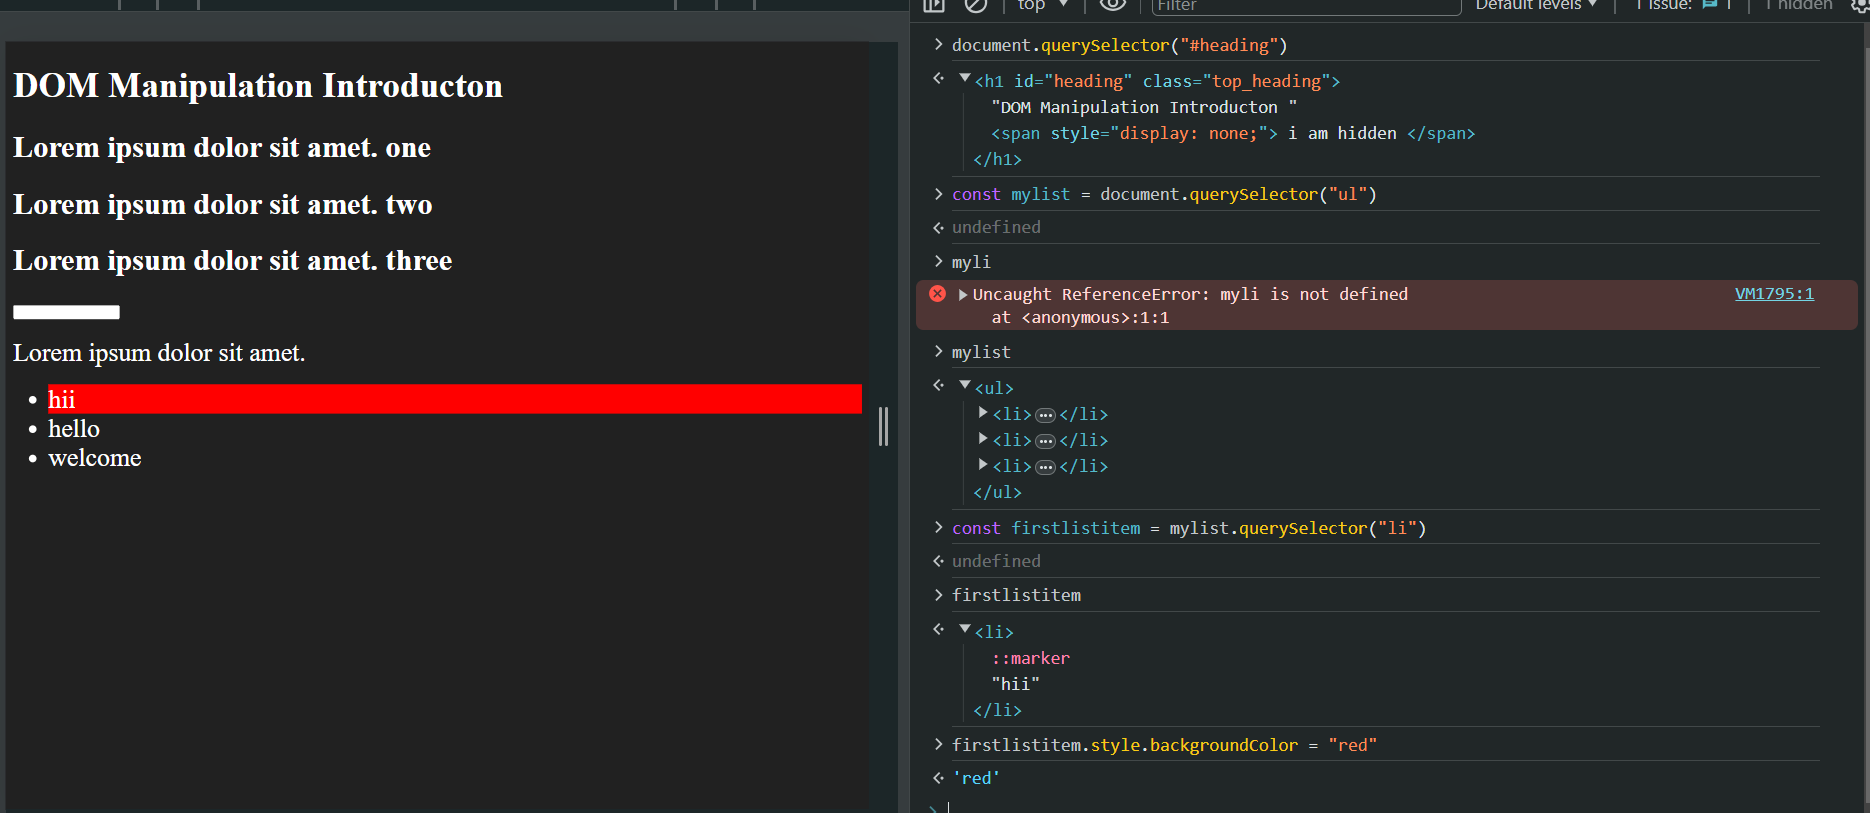 DOM Manipulation Introducton
Lorem ipsum dolor sit amet. one
Lorem ipsum dolor sit amet. two
Lorem ipsum dolor sit amet. three
Lorem ipsum dolor sit amet.
hii
hello
welcome
top
Filter
Default levels
1 Issue: 1
1 hidden
document.querySelector("#heading")
<h1 id="heading" class="top_heading">
"DOM Manipulation Introducton "
<span style="display: none;"> i am hidden </span>
</h1>
const mylist = document.querySelector("ul")
undefined
myli
Uncaught ReferenceError: myli is not defined VM1795:1
at <anonymous>:1:1
mylist
<ul>
<li>…</li>
<li>…</li>
<li>…</li>
</ul>
const firstlistitem = mylist.querySelector("li")
undefined
firstlistitem
<li>
::marker
"hii"
</li>
firstlistitem.style.backgroundColor = "red"
'red'